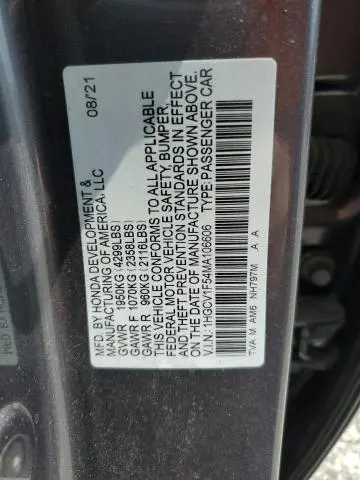 MFD. BY HONDA DEVELOPMENT & 08/21
MANUFACTURING OF AMERICA, LLC
GVWR 1950KG (4299LBS)
GAWR F 1070KG (2358LBS)
GAWR R 960KG (2119LBS)
THIS VEHICLE CONFORMS TO ALL APPLICABLE
FEDERAL MOTOR VEHICLE SAFETY, BUMPER,
AND THEFT PREVENTION STANDARDS IN EFFECT
ON THE DATE OF MANUFACTURE SHOWN ABOVE.
V.I.N.: 1HGCV1F54MA106606 TYPE: PASSENGER CAR
TVA M AM6 NH797M A A